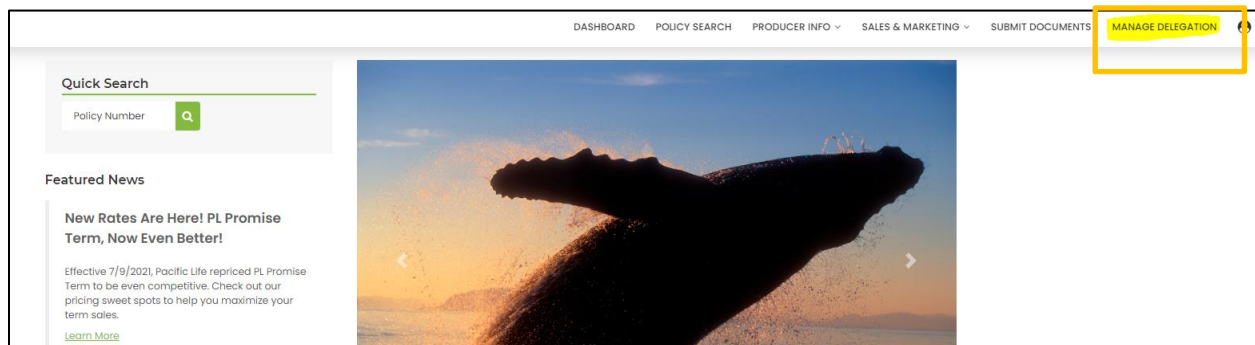 DASHBOARD POLICY SEARCH PRODUCER INFO SALES & MARKETING SUBMIT DOCUMENTS MANAGE DELEGATION
Quick Search
Policy Number
Featured News
New Rates Are Here! PL Promise
Term, Now Even Better!
Effective 7/9/2021, Pacific Life repriced PL Promise
Term to be even competitive. Check out our
pricing sweet spots to help you maximize your
term sales.
Learn More